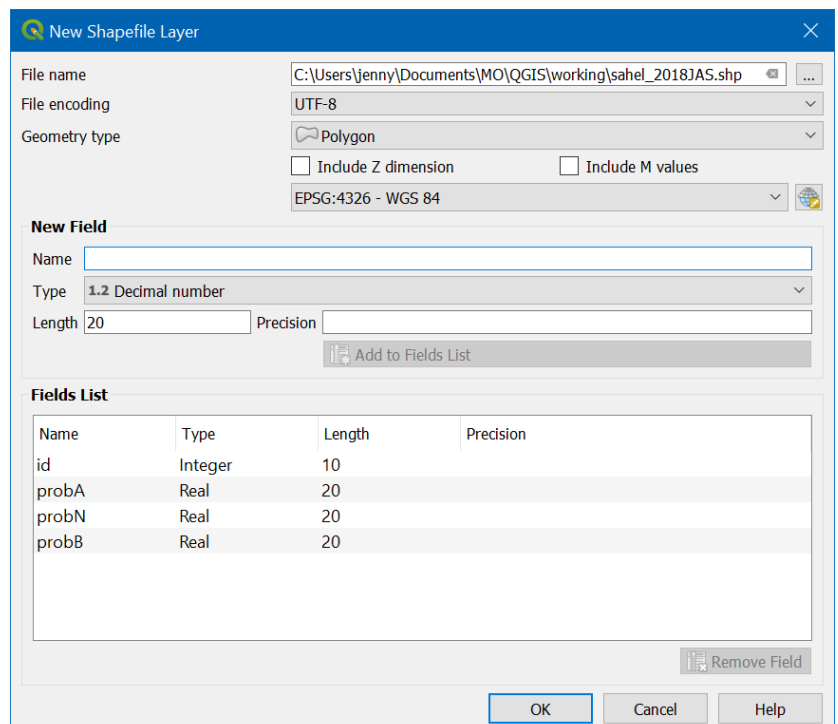 New Shapefile Layer
File name C:\Users\jenny\Documents\MO\QGIS\working\sahel_2018JAS.shp ...
File encoding UTF-8
Geometry type Polygon
Include Z dimension Include M values
EPSG:4326 - WGS 84
New Field
Name
Type 1.2 Decimal number
Length 20 Precision
Add to Fields List
Fields List
Name Type Length Precision
id Integer 10
probA Real 20
probN Real 20
probB Real 20
Remove Field
OK Cancel Help